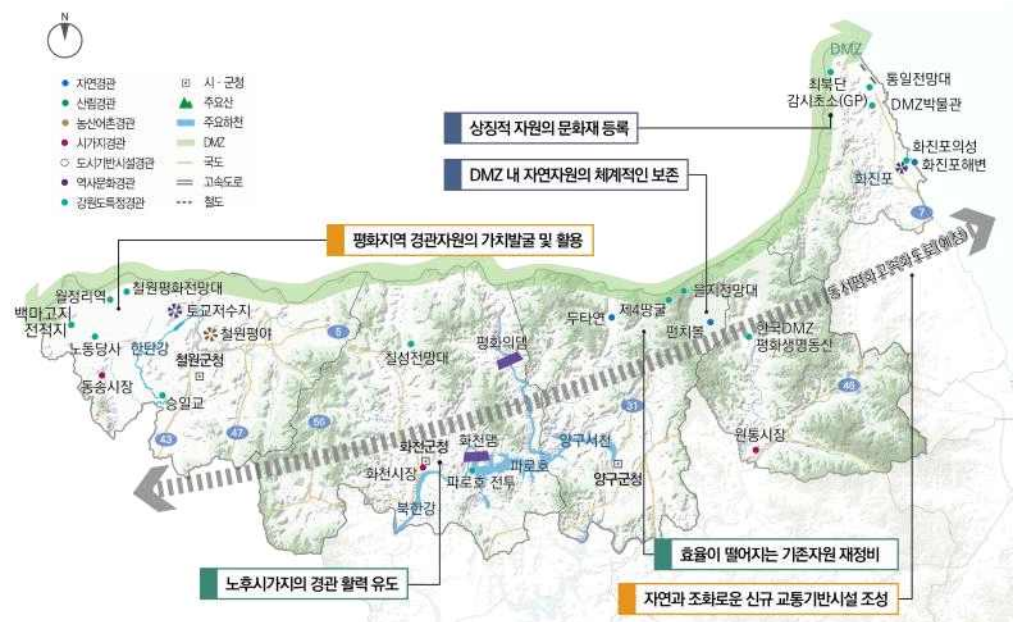 N
자연경관
산림경관
농산어촌경관
시가지경관
도시기반시설경관
역사문화경관
강원도특정경관
시·군청
주요산
주요하천
DMZ
국도
고속도로
철도
DMZ
최북단
감시초소(GP)
통일전망대
DMZ박물관
화진포의성
화진포해변
화진포
7
상징적 자원의 문화재 등록
DMZ 내 자연자원의 체계적인 보존
평화지역 경관자원의 가치발굴 및 활용
동서평화고속화도로(예정)
월정리역
철원평화전망대
백마고지
전적지
토교저수지
노동당사
한탄강
철원평야
철원군청
동송시장
승일교
43
47
5
56
칠성전망대
평화의댐
두타연
제4땅굴
을지전망대
펀치볼
한국DMZ
평화생명동산
46
31
원통시장
화천군청
화천댐
화천시장
파로호 전투
파로호
북한강
양구서천
양구군청
효율이 떨어지는 기존자원 재정비
노후시가지의 경관 활력 유도
자연과 조화로운 신규 교통기반시설 조성